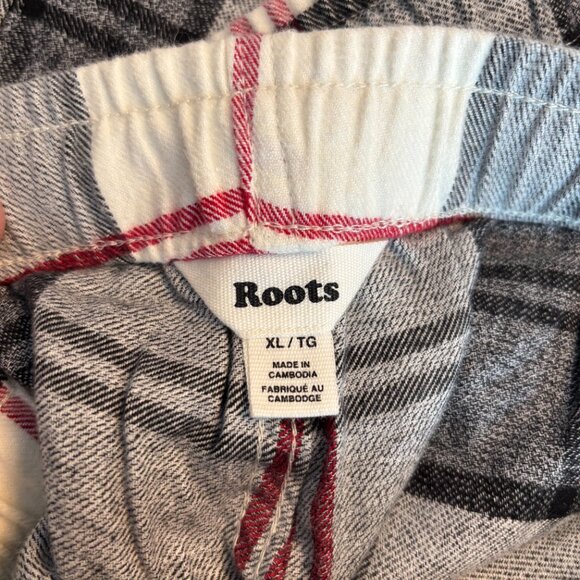 Roots
XL / TG
MADE IN
CAMBODIA
FABRIQUÉ AU
CAMBODGE